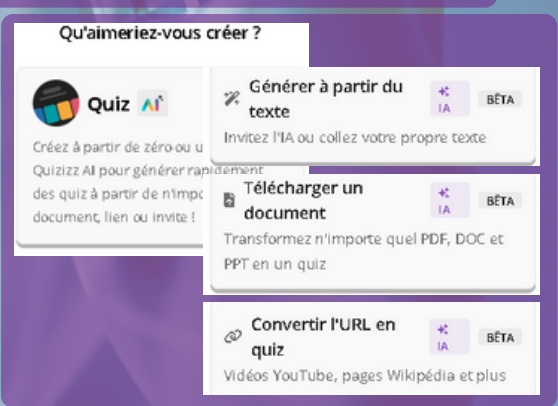 Qu'aimeriez-vous créer ?
Quiz AI
Créez à partir de zéro ou u
Quizizz AI pour générer rapidement
des quiz à partir de n'impo
document, lien ou invite !
Générer à partir du
texte
IA
BÊTA
Invitez l'IA ou collez votre propre texte
Télécharger un
document
IA
BÊTA
Transformez n'importe quel PDF, DOC et
PPT en un quiz
Convertir l'URL en
quiz
IA
BÊTA
Vidéos YouTube, pages Wikipédia et plus